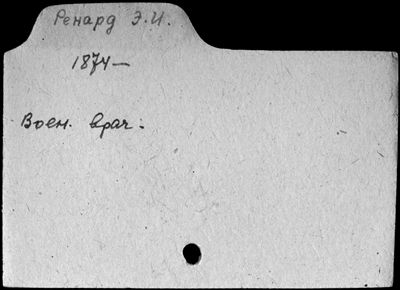 Ренард Э.И.
1874—
Воен. врач.